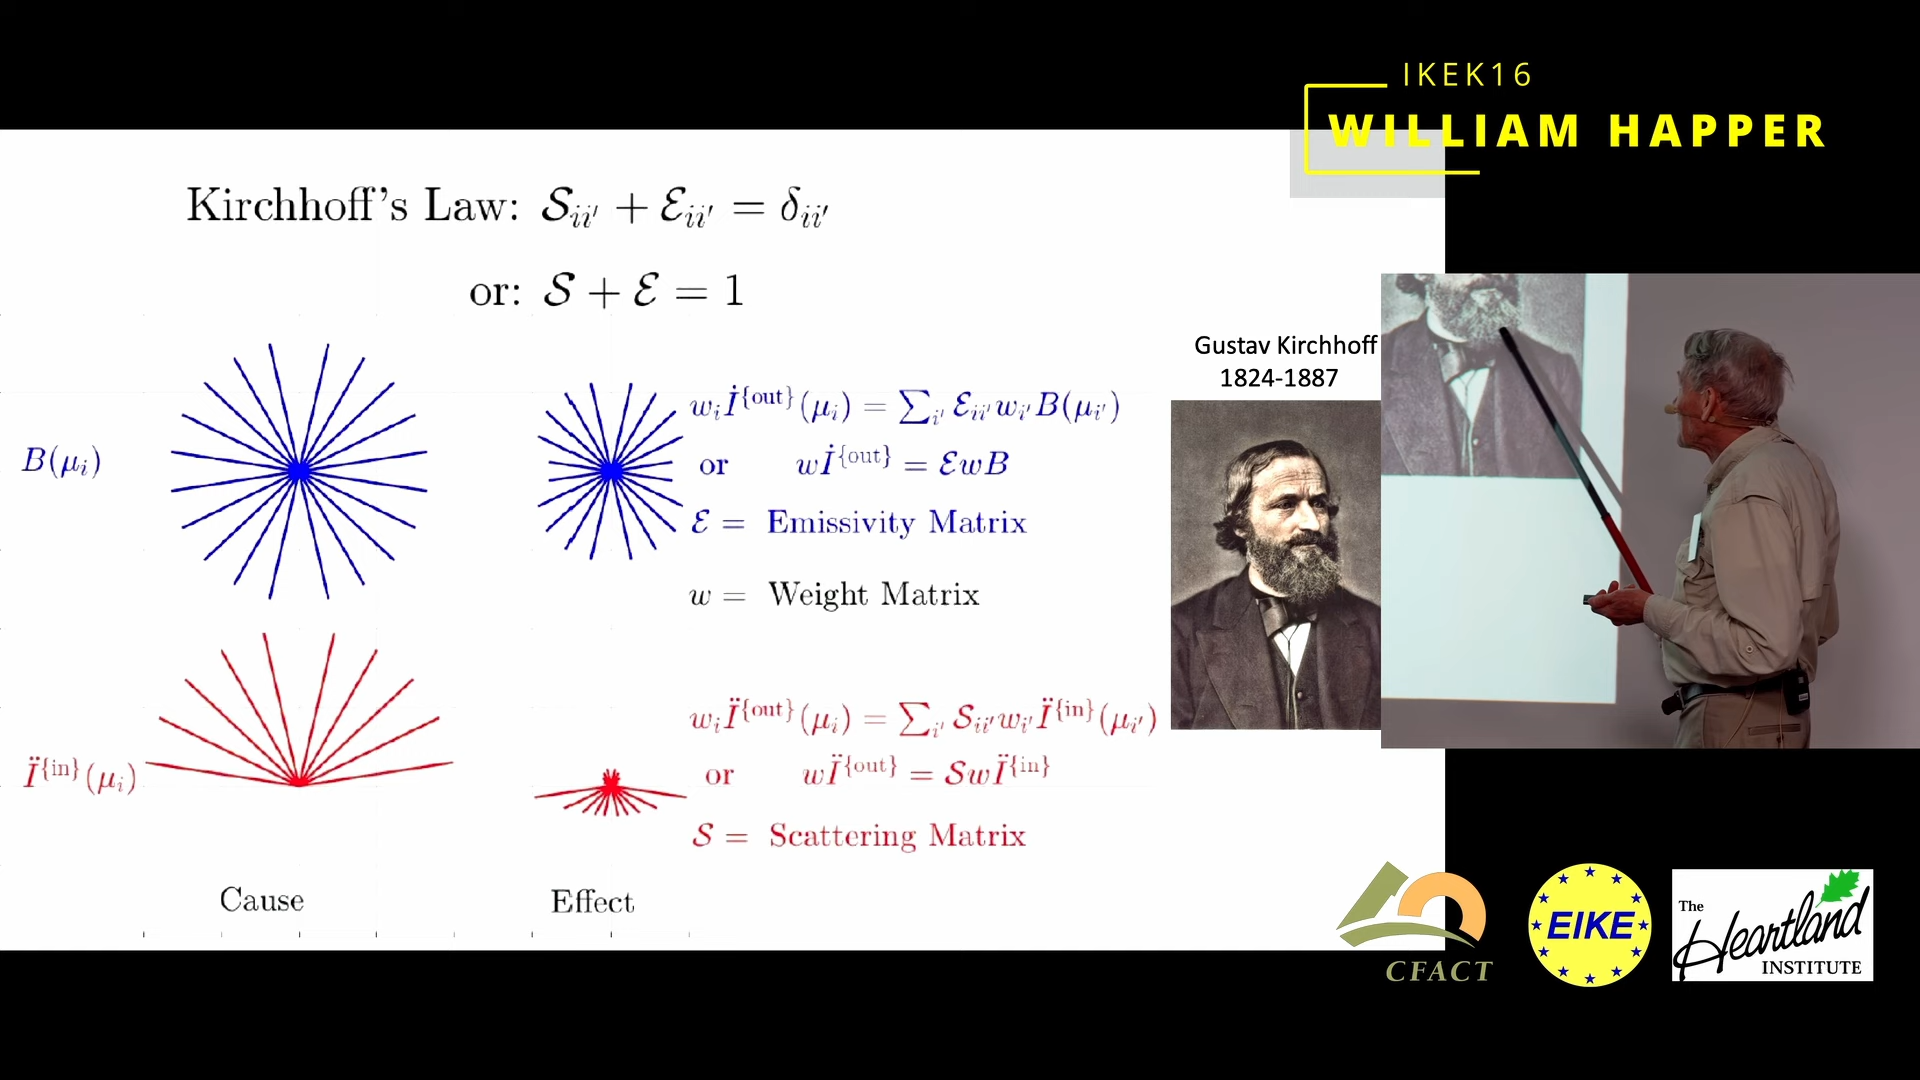 IKEK16
WILLIAM HAPPER
Kirchhoff's Law: 𝒮ᵢᵢ′ + ℰᵢᵢ′ = δᵢᵢ′
or: 𝒮 + ℰ = 1
Gustav Kirchhoff
1824-1887
B(μᵢ)
wᵢİ^{out}(μᵢ) = ∑ᵢ′ ℰᵢᵢ′wᵢ′B(μᵢ′)
or wİ^{out} = ℰwB
ℰ = Emissivity Matrix
w = Weight Matrix
Ï^{in}(μᵢ)
wᵢÏ^{out}(μᵢ) = ∑ᵢ′ 𝒮ᵢᵢ′wᵢ′Ï^{in}(μᵢ′)
or wÏ^{out} = 𝒮wÏ^{in}
𝒮 = Scattering Matrix
Cause
Effect
CFACT
EIKE
The
Heartland
INSTITUTE